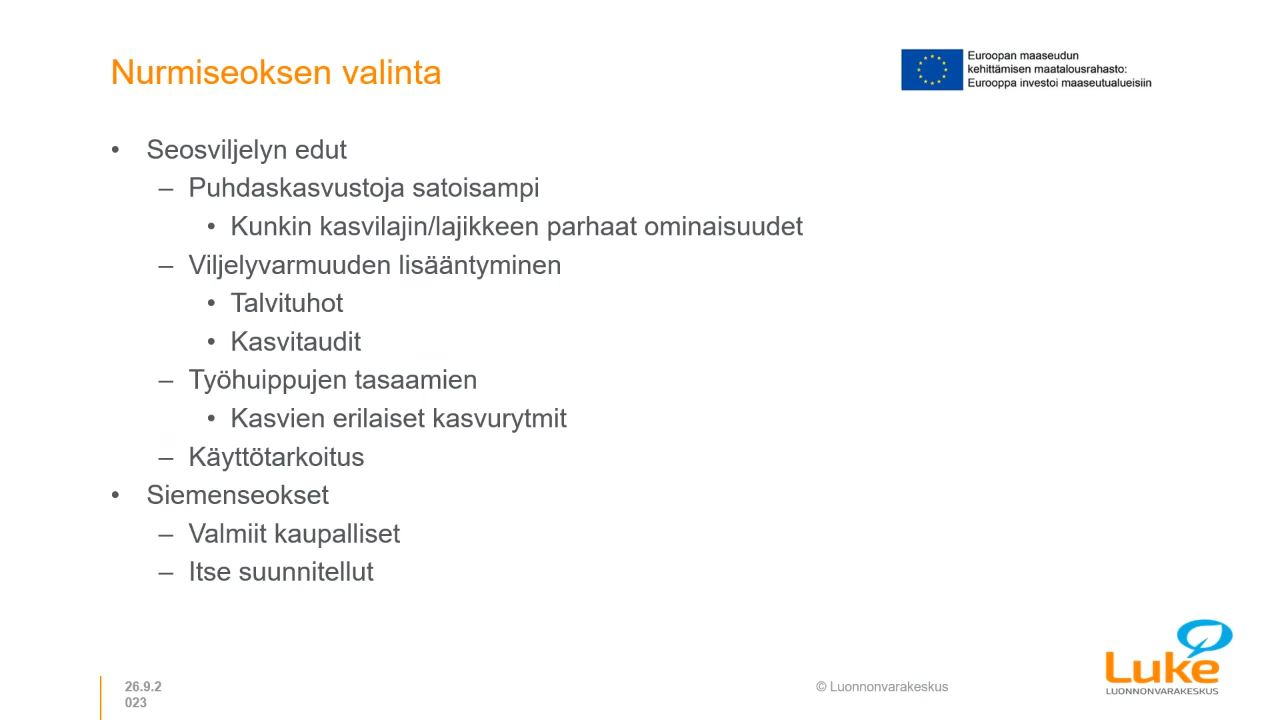 Nurmiseoksen valinta
Euroopan maaseudun
kehittämisen maatalousrahasto:
Eurooppa investoi maaseutualueisiin
• Seosviljelyn edut
– Puhdaskasvustoja satoisampi
• Kunkin kasvilajin/lajikkeen parhaat ominaisuudet
– Viljelyvarmuuden lisääntyminen
• Talvituhot
• Kasvitaudit
– Työhuippujen tasaamien
• Kasvien erilaiset kasvurytmit
– Käyttötarkoitus
• Siemenseokset
– Valmiit kaupalliset
– Itse suunnitellut
26.9.2
023
© Luonnonvarakeskus
Luke
LUONNONVARAKESKUS